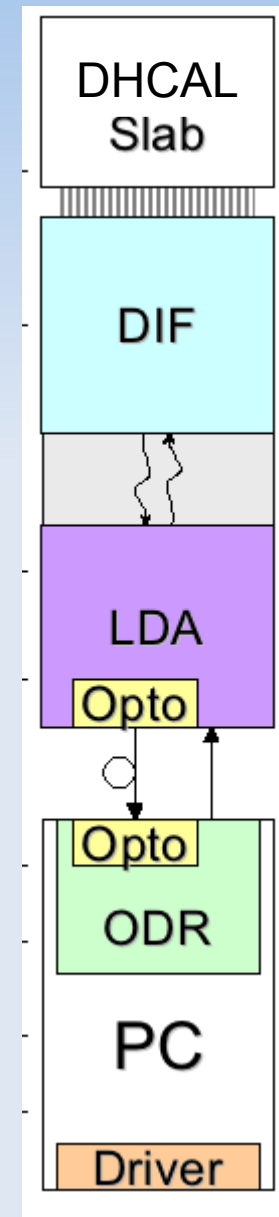 DHCAL
Slab
DIF
LDA
Opto
Opto
ODR
PC
Driver